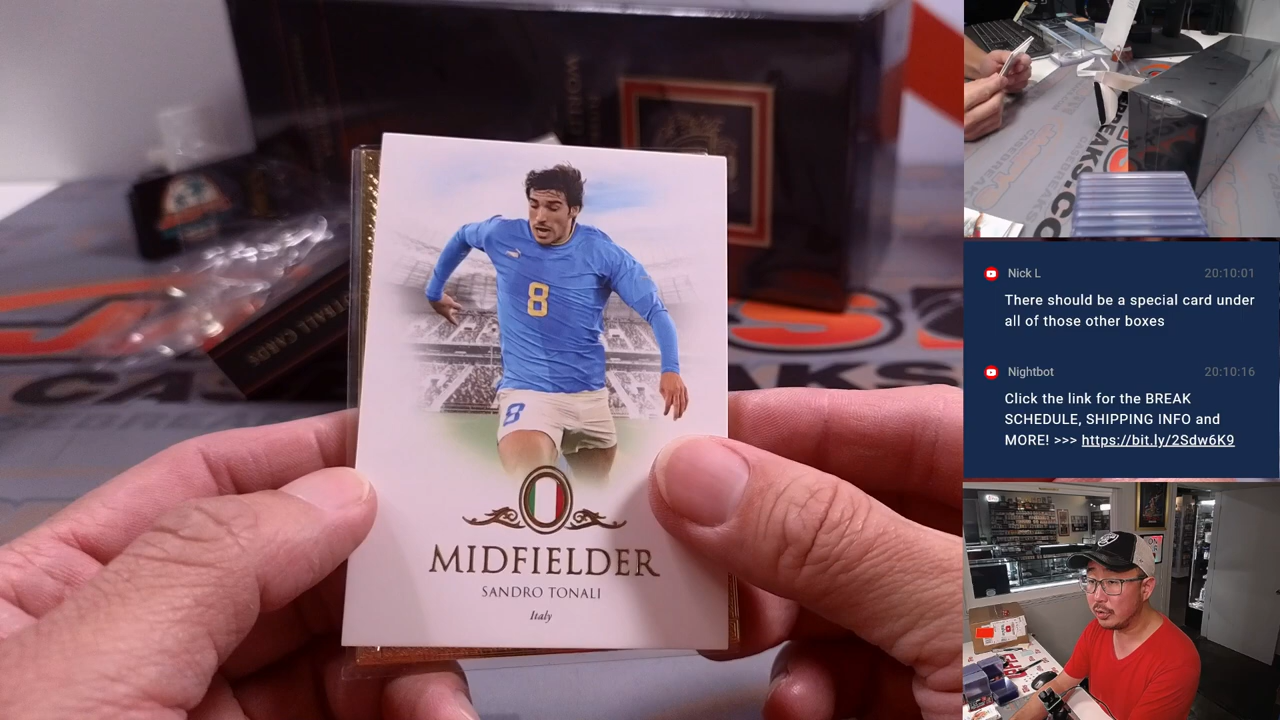 8
8
MIDFIELDER
SANDRO TONALI
Italy
FOOTBALL CARDS
Nick L 20:10:01
There should be a special card under
all of those other boxes
Nightbot 20:10:16
Click the link for the BREAK
SCHEDULE, SHIPPING INFO and
MORE! >>> https://bit.ly/2Sdw6K9